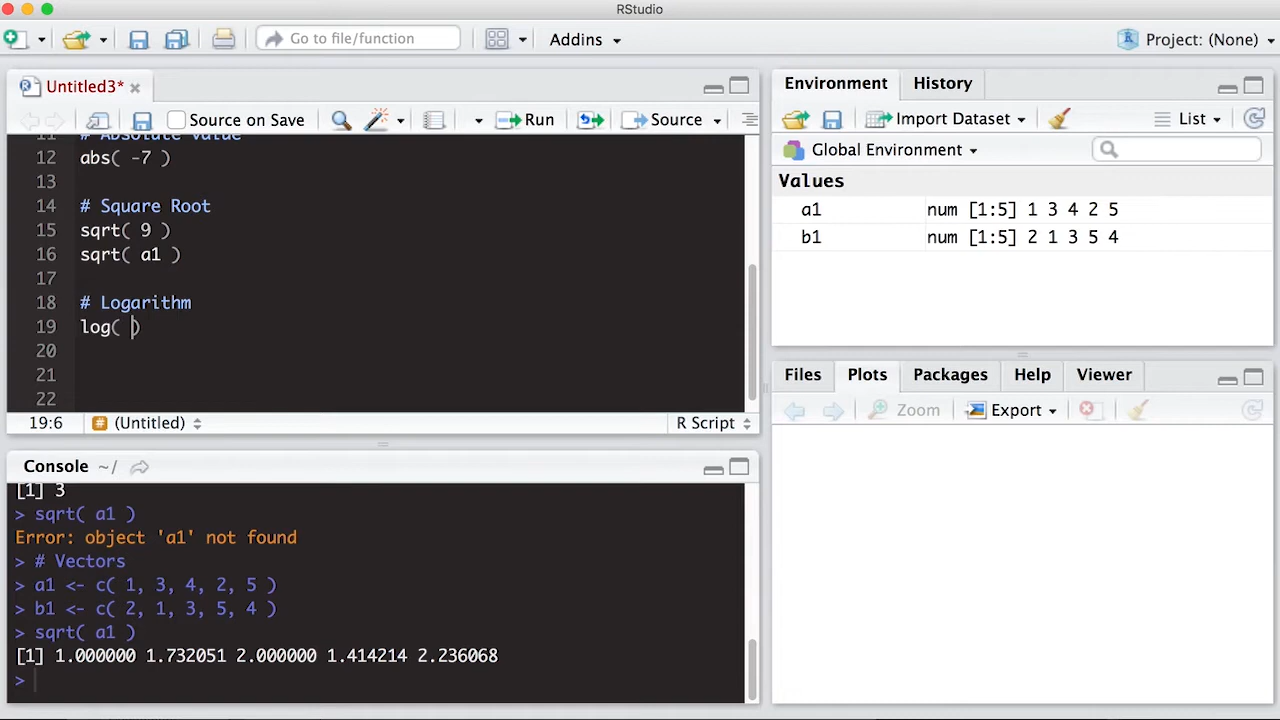 RStudio
Go to file/function Addins Project: (None)
Untitled3*
Source on Save Run Source
11 # Absolute Value
12 abs( -7 )
13
14 # Square Root
15 sqrt( 9 )
16 sqrt( a1 )
17
18 # Logarithm
19 log( )
20
21
22
19:6 (Untitled) R Script
Console ~/
[1] 3
> sqrt( a1 )
Error: object 'a1' not found
> # Vectors
> a1 <- c( 1, 3, 4, 2, 5 )
> b1 <- c( 2, 1, 3, 5, 4 )
> sqrt( a1 )
[1] 1.000000 1.732051 2.000000 1.414214 2.236068
>
Environment History
Import Dataset List
Global Environment
Values
a1 num [1:5] 1 3 4 2 5
b1 num [1:5] 2 1 3 5 4
Files Plots Packages Help Viewer
Zoom Export